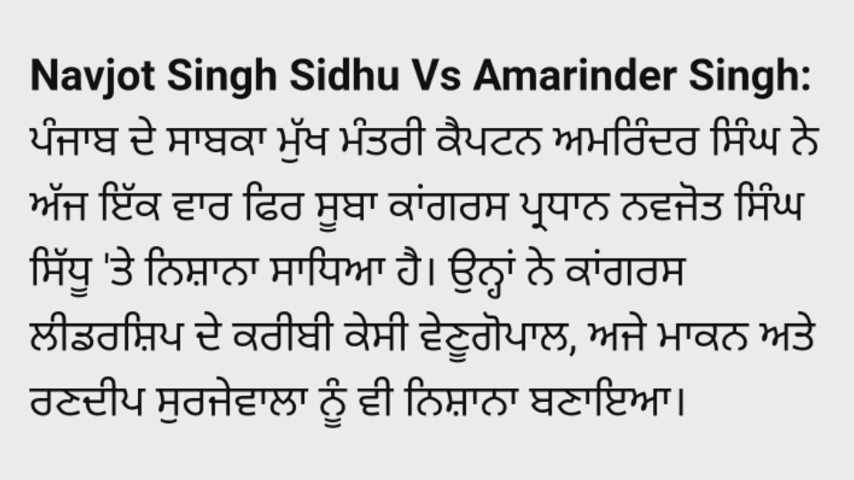 Navjot Singh Sidhu Vs Amarinder Singh:
ਪੰਜਾਬ ਦੇ ਸਾਬਕਾ ਮੁੱਖ ਮੰਤਰੀ ਕੈਪਟਨ ਅਮਰਿੰਦਰ ਸਿੰਘ ਨੇ
ਅੱਜ ਇੱਕ ਵਾਰ ਫਿਰ ਸੂਬਾ ਕਾਂਗਰਸ ਪ੍ਰਧਾਨ ਨਵਜੋਤ ਸਿੰਘ
ਸਿੱਧੂ 'ਤੇ ਨਿਸ਼ਾਨਾ ਸਾਧਿਆ ਹੈ। ਉਨ੍ਹਾਂ ਨੇ ਕਾਂਗਰਸ
ਲੀਡਰਸ਼ਿਪ ਦੇ ਕਰੀਬੀ ਕੇਸੀ ਵੇਣੂਗੋਪਾਲ, ਅਜੇ ਮਾਕਨ ਅਤੇ
ਰਣਦੀਪ ਸੁਰਜੇਵਾਲਾ ਨੂੰ ਵੀ ਨਿਸ਼ਾਨਾ ਬਣਾਇਆ।